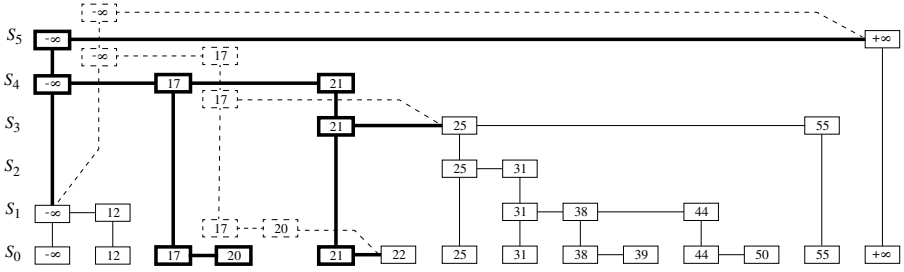 -∞
S5 -∞ +∞
-∞ 17
S4 -∞ 17 21
17
S3 21 25 55
S2 25 31
S1 -∞ 12 31 38 44
17 20
S0 -∞ 12 17 20 21 22 25 31 38 39 44 50 55 +∞